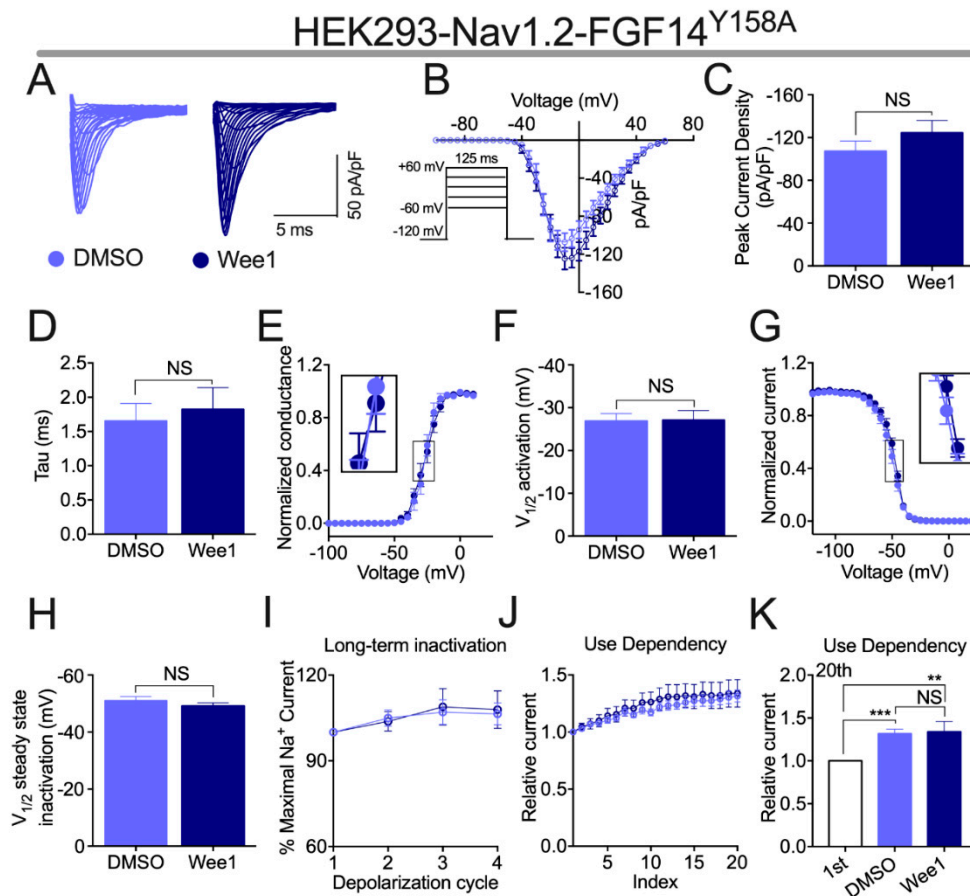 HEK293-Nav1.2-FGF14Y158A
A
50 pA/pF
5 ms
DMSO
Wee1
B
Voltage (mV)
-80
-40
0
40
80
125 ms
+60 mV
-60 mV
-120 mV
-40
-80
-120
-160
pA/pF
C
Peak Current Density
(pA/pF)
-160
-120
-80
-40
0
NS
DMSO
Wee1
D
Tau (ms)
2.5
2.0
1.5
1.0
0.5
0.0
NS
DMSO
Wee1
E
Normalized conductance
1.2
0.8
0.4
0.0
-100
-50
0
Voltage (mV)
F
V1/2 activation (mV)
-40
-30
-20
-10
0
NS
DMSO
Wee1
G
Normalized current
1.2
0.8
0.4
0.0
-100
-50
0
Voltage (mV)
H
V1/2 steady state
inactivation (mV)
-60
-40
-20
0
NS
DMSO
Wee1
I
Long-term inactivation
% Maximal Na+ Current
120
100
80
60
1
2
3
4
Depolarization cycle
J
Use Dependency
Relative current
2.0
1.5
1.0
0.5
0.0
5
10
15
20
Index
K
Use Dependency
20th
Relative current
2.0
1.5
1.0
0.5
0.0
**
NS
***
1st
DMSO
Wee1